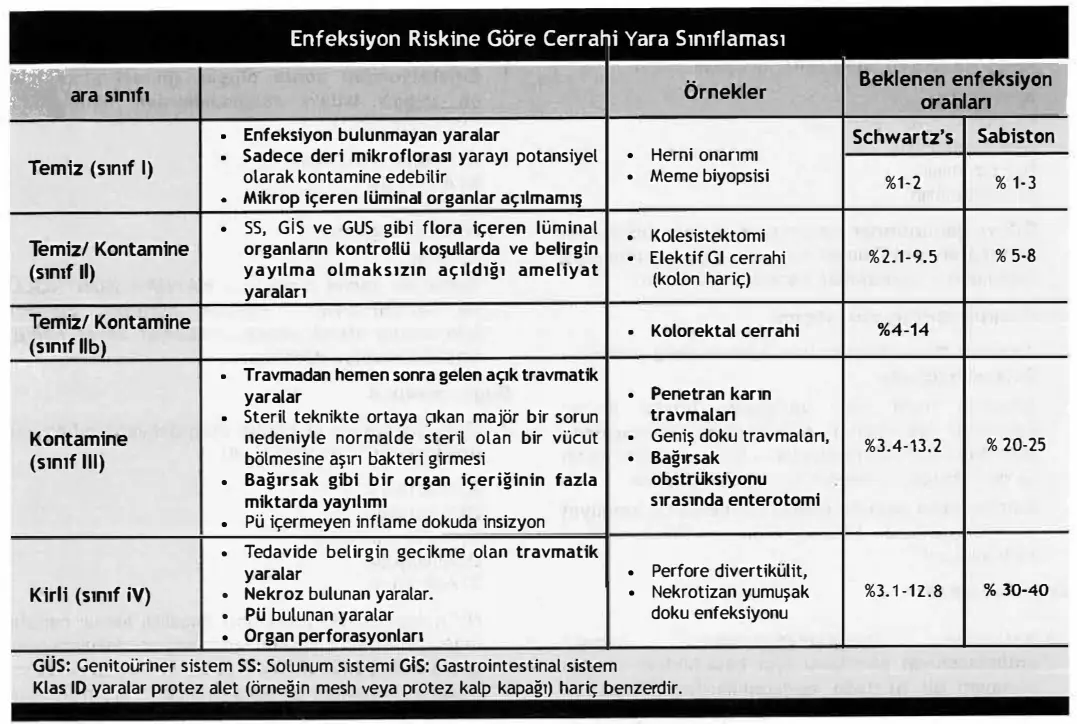 Enfeksiyon Riskine Göre Cerrahi Yara Sınıflaması
ara sınıfı
Örnekler
Beklenen enfeksiyon
oranları
Schwartz's
Sabiston
Temiz (sınıf I)
• Enfeksiyon bulunmayan yaralar
• Sadece deri mikroflorası yarayı potansiyel
olarak kontamine edebilir
• Mikrop içeren lüminal organlar açılmamış
• Herni onarımı
• Meme biyopsisi
%1-2
% 1-3
Temiz/ Kontamine
(sınıf II)
• SS, GİS ve GUS gibi flora içeren lüminal
organların kontrollü koşullarda ve belirgin
yayılma olmaksızın açıldığı ameliyat
yaraları
• Kolesistektomi
• Elektif GI cerrahi
(kolon hariç)
%2.1-9.5
% 5-8
Temiz/ Kontamine
(sınıf IIb)
• Kolorektal cerrahi
%4-14
Kontamine
(sınıf III)
• Travmadan hemen sonra gelen açık travmatik
yaralar
• Steril teknikte ortaya çıkan majör bir sorun
nedeniyle normalde steril olan bir vücut
bölmesine aşırı bakteri girmesi
• Bağırsak gibi bir organ içeriğinin fazla
miktarda yayılımı
• Pü içermeyen inflame dokuda insizyon
• Penetran karın
travmaları
• Geniş doku travmaları,
• Bağırsak
obstrüksiyonu
sırasında enterotomi
%3.4-13.2
% 20-25
Kirli (sınıf iV)
• Tedavide belirgin gecikme olan travmatik
yaralar
• Nekroz bulunan yaralar.
• Pü bulunan yaralar
• Organ perforasyonları
• Perfore divertikülit,
• Nekrotizan yumuşak
doku enfeksiyonu
%3.1-12.8
% 30-40
GÜS: Genitoüriner sistem SS: Solunum sistemi GİS: Gastrointestinal sistem
Klas ID yaralar protez alet (örneğin mesh veya protez kalp kapağı) hariç benzerdir.